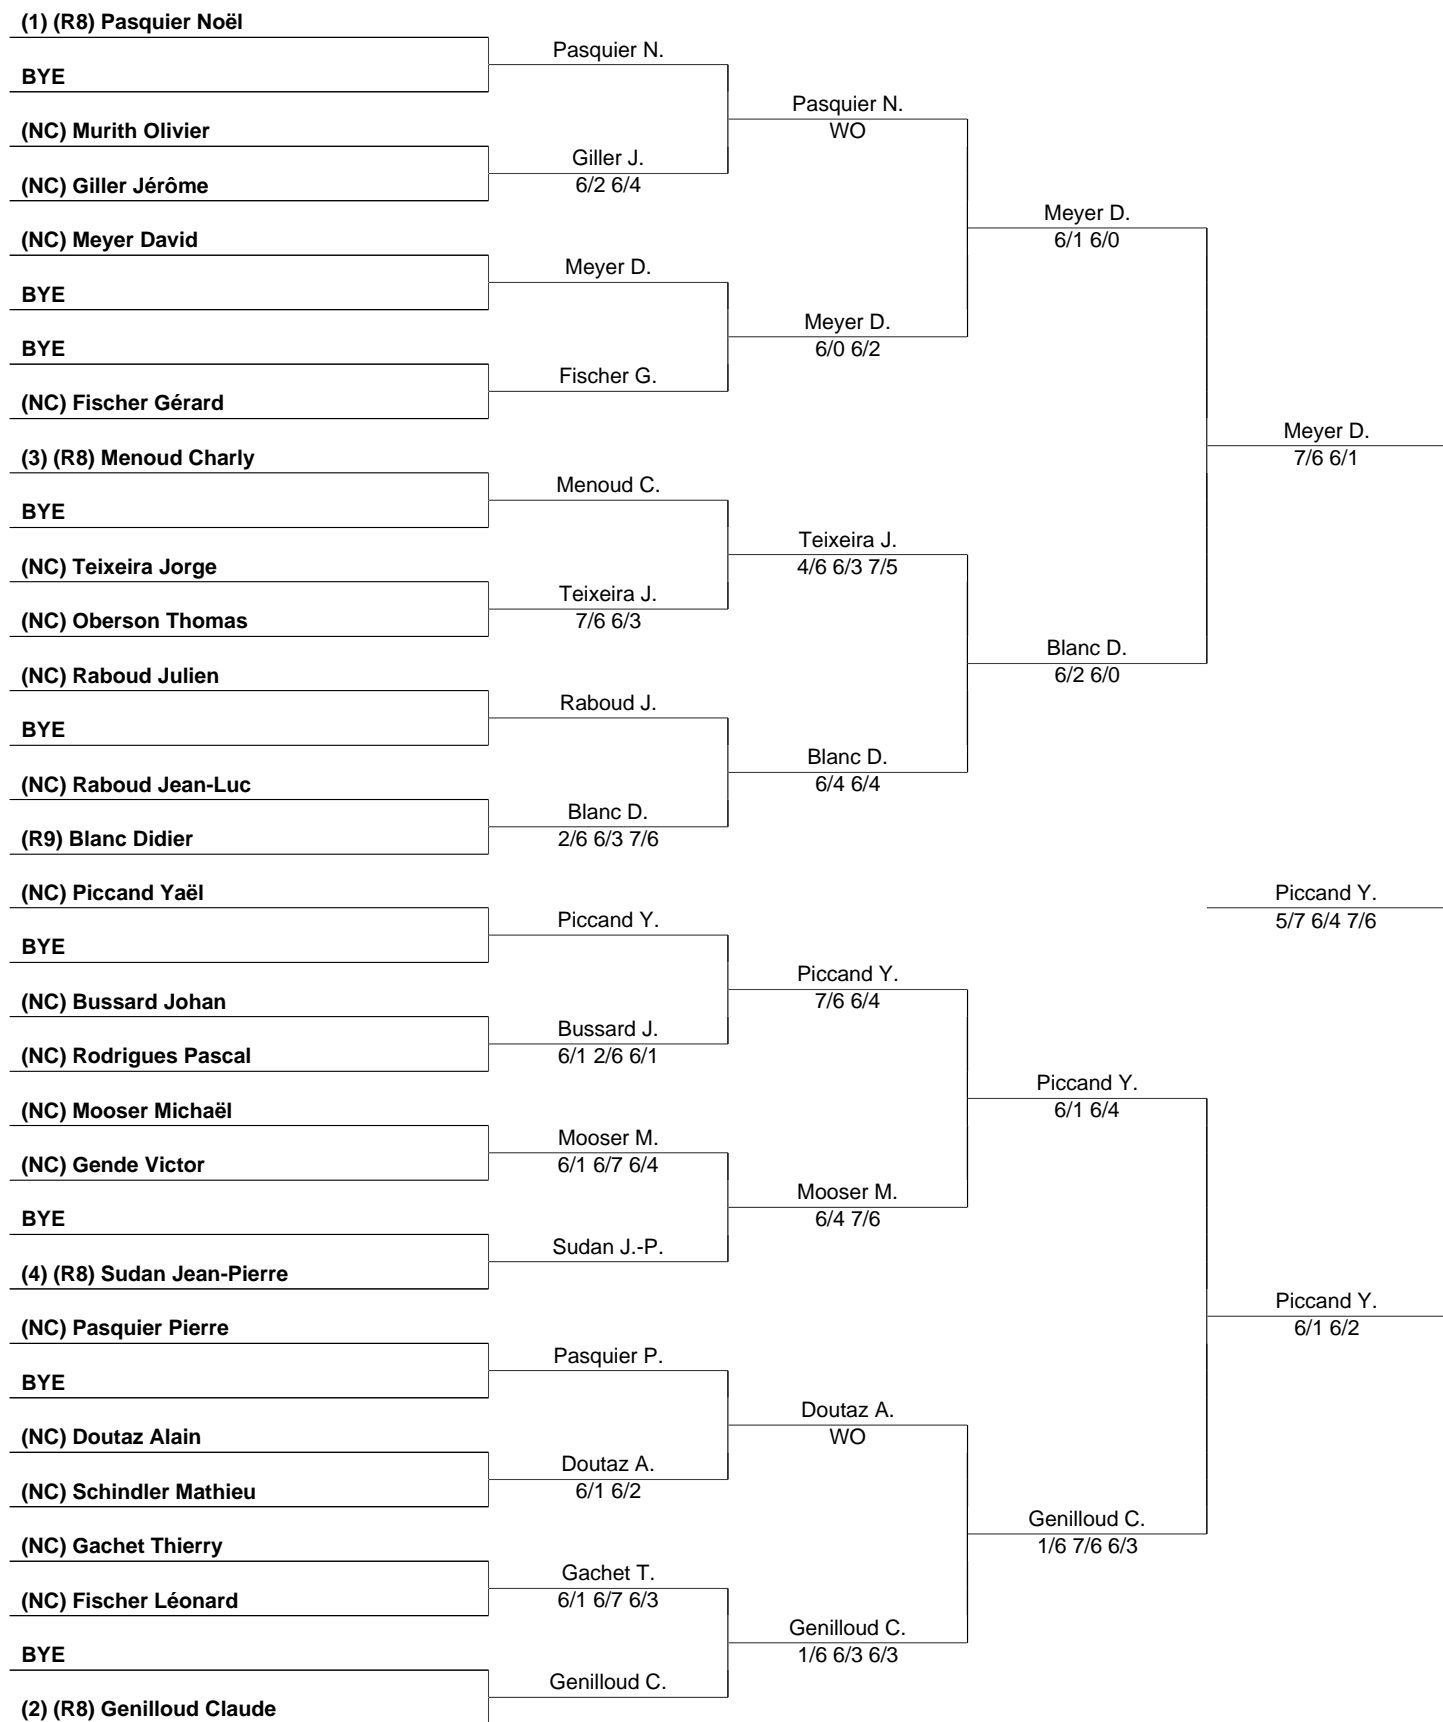 (1) (R8) Pasquier Noël
Pasquier N.
BYE
Pasquier N.
WO
(NC) Murith Olivier
Giller J.
6/2 6/4
(NC) Giller Jérôme
Meyer D.
6/1 6/0
(NC) Meyer David
Meyer D.
BYE
Meyer D.
6/0 6/2
BYE
Fischer G.
(NC) Fischer Gérard
Meyer D.
7/6 6/1
(3) (R8) Menoud Charly
Menoud C.
BYE
Teixeira J.
4/6 6/3 7/5
(NC) Teixeira Jorge
Teixeira J.
7/6 6/3
(NC) Oberson Thomas
Blanc D.
6/2 6/0
(NC) Raboud Julien
Raboud J.
BYE
Blanc D.
6/4 6/4
(NC) Raboud Jean-Luc
Blanc D.
2/6 6/3 7/6
(R9) Blanc Didier
(NC) Piccand Yaël
Piccand Y.
5/7 6/4 7/6
Piccand Y.
BYE
Piccand Y.
7/6 6/4
(NC) Bussard Johan
Bussard J.
6/1 2/6 6/1
(NC) Rodrigues Pascal
Piccand Y.
6/1 6/4
(NC) Mooser Michaël
Mooser M.
6/1 6/7 6/4
(NC) Gende Victor
Mooser M.
6/4 7/6
BYE
Sudan J.-P.
(4) (R8) Sudan Jean-Pierre
Piccand Y.
6/1 6/2
(NC) Pasquier Pierre
Pasquier P.
BYE
Doutaz A.
WO
(NC) Doutaz Alain
Doutaz A.
6/1 6/2
(NC) Schindler Mathieu
Genilloud C.
1/6 7/6 6/3
(NC) Gachet Thierry
Gachet T.
6/1 6/7 6/3
(NC) Fischer Léonard
Genilloud C.
1/6 6/3 6/3
BYE
Genilloud C.
(2) (R8) Genilloud Claude